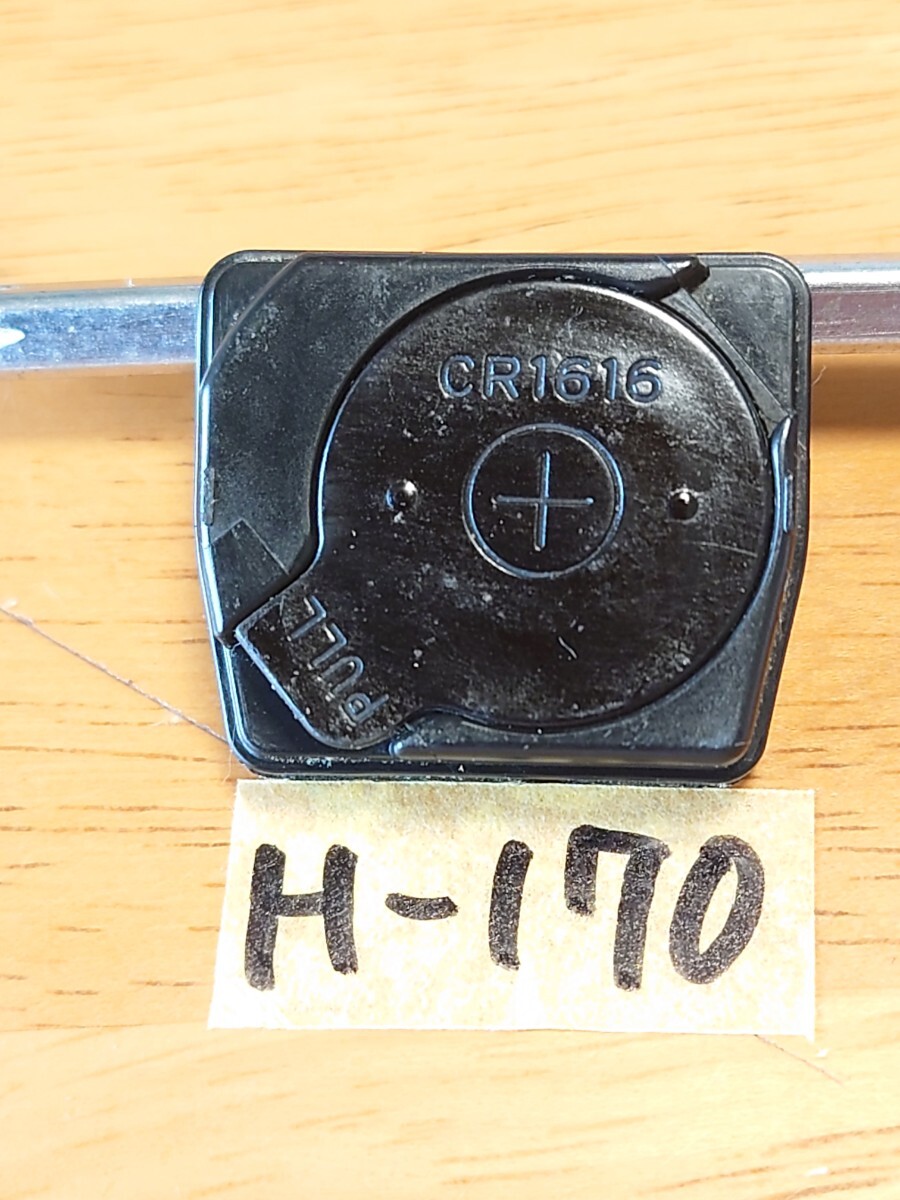 CR1616
+
PULL
H-170